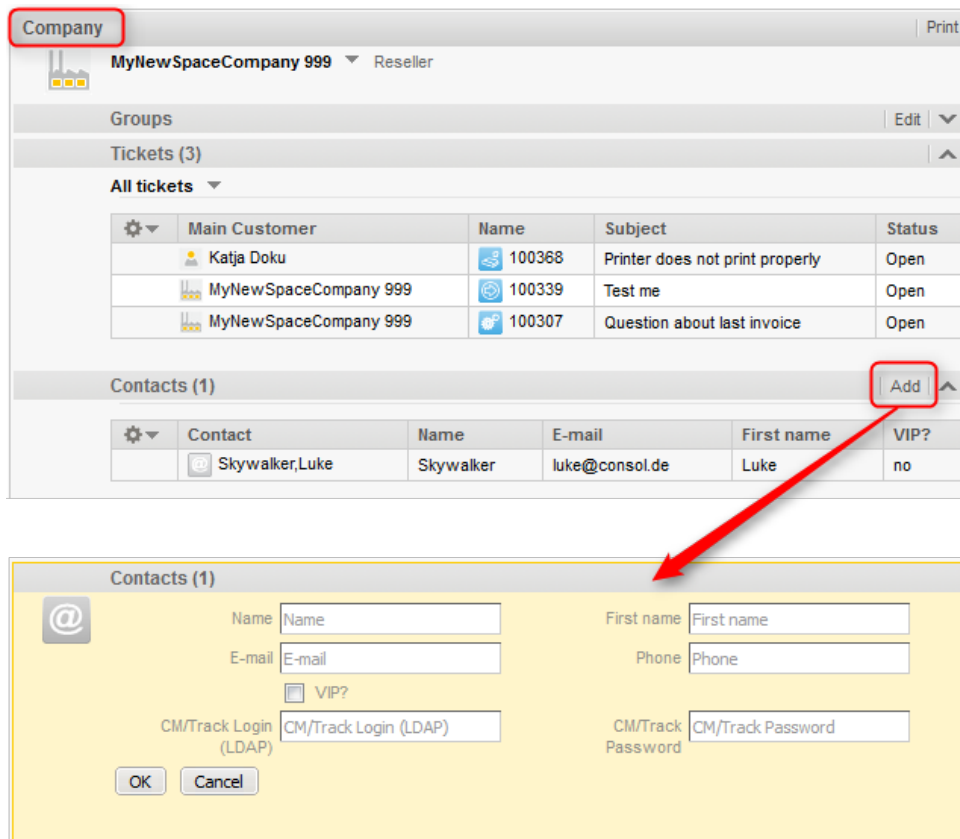 Company Print
MyNewSpaceCompany 999 Reseller
Groups Edit
Tickets (3)
All tickets
Main Customer Name Subject Status
Katja Doku 100368 Printer does not print properly Open
MyNewSpaceCompany 999 100339 Test me Open
MyNewSpaceCompany 999 100307 Question about last invoice Open
Contacts (1) Add
Contact Name E-mail First name VIP?
Skywalker,Luke Skywalker luke@consol.de Luke no
Contacts (1)
@
Name Name First name First name
E-mail E-mail Phone Phone
VIP?
CM/Track Login (LDAP) CM/Track Login (LDAP) CM/Track Password CM/Track Password
OK Cancel